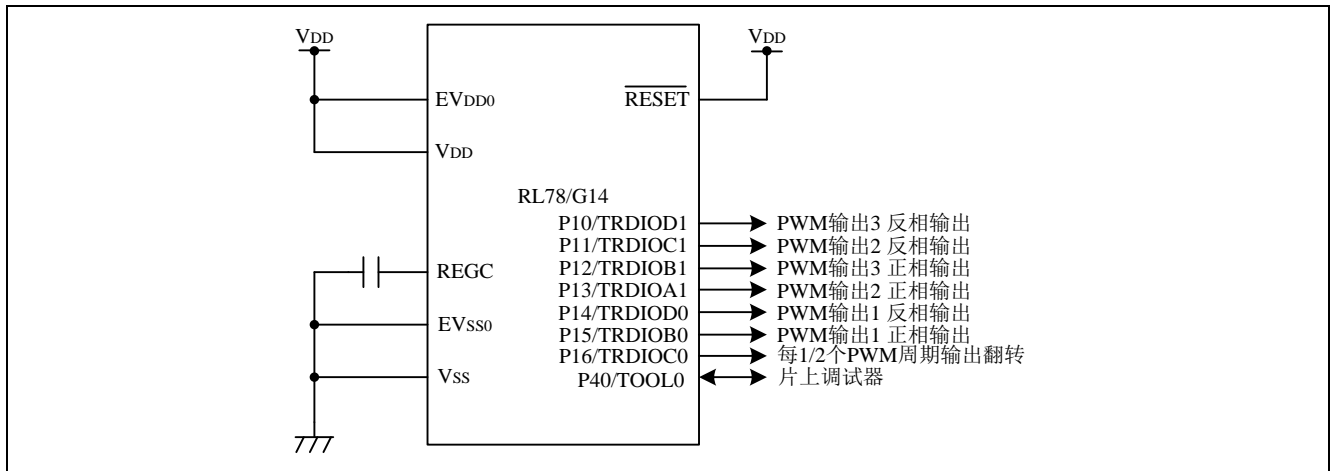 VDD
VDD
EVDD0
RESET
VDD
RL78/G14
P10/TRDIOD1 PWM输出3 反相输出
P11/TRDIOC1 PWM输出2 反相输出
REGC P12/TRDIOB1 PWM输出3 正相输出
P13/TRDIOA1 PWM输出2 正相输出
P14/TRDIOD0 PWM输出1 反相输出
EVSS0 P15/TRDIOB0 PWM输出1 正相输出
P16/TRDIOC0 每1/2个PWM周期输出翻转
VSS P40/TOOL0 片上调试器